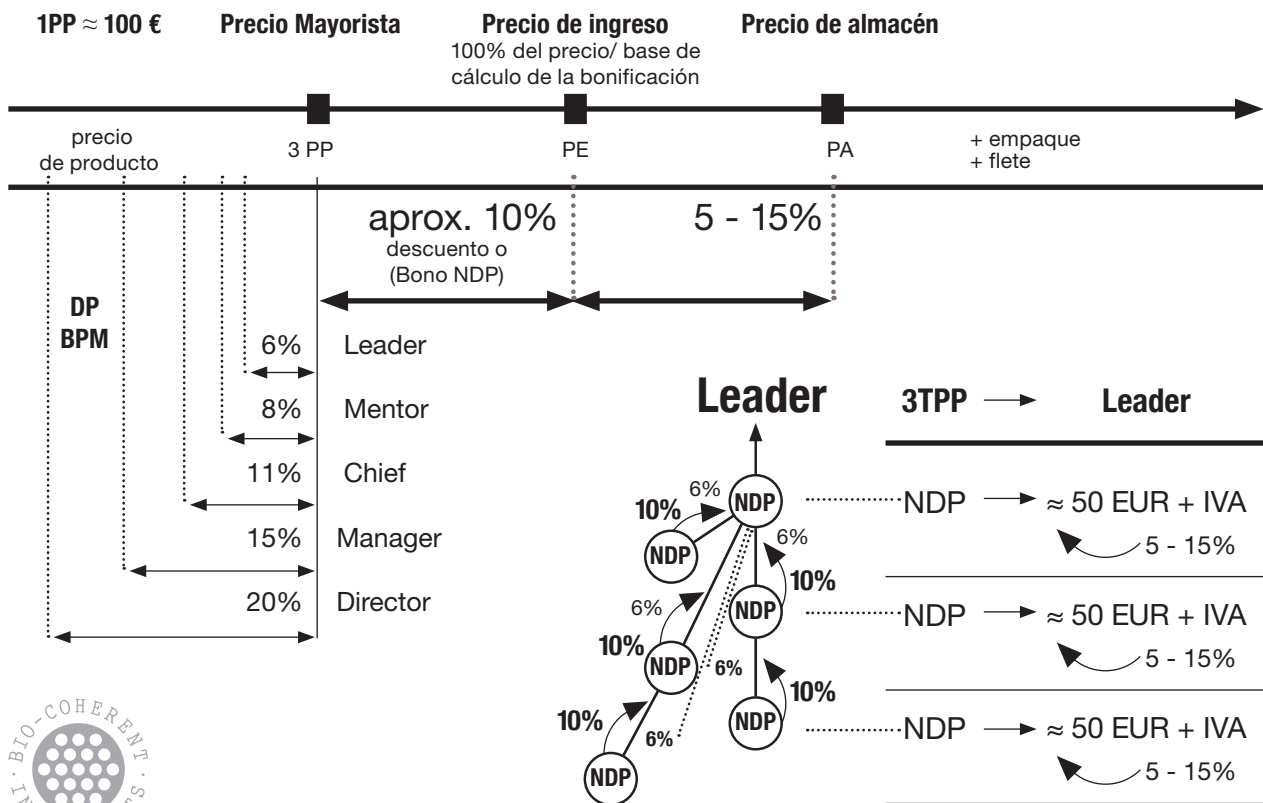 1PP ≈ 100 €
Precio Mayorista
Precio de ingreso
100% del precio/ base de
cálculo de la bonificación
Precio de almacén
precio
de producto
3 PP
PE
PA
+ empaque
+ flete
aprox. 10%
descuento o
(Bono NDP)
5 - 15%
DP
BPM
6% Leader
8% Mentor
11% Chief
15% Manager
20% Director
Leader
NDP
6%
10%
NDP
6%
10%
NDP
6%
10%
NDP
6%
10%
NDP
10%
6%
NDP
3TPP Leader
NDP ≈ 50 EUR + IVA
5 - 15%
NDP ≈ 50 EUR + IVA
5 - 15%
NDP ≈ 50 EUR + IVA
5 - 15%
BIO-COHERENT